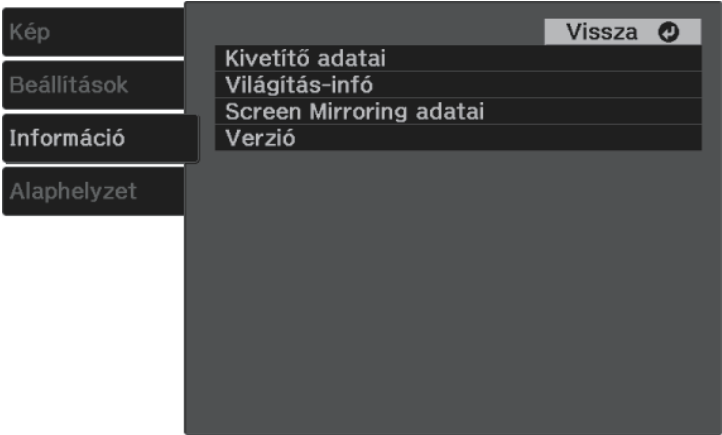 Kép
Beállítások
Információ
Alaphelyzet
Vissza
Kivetítő adatai
Világítás-infó
Screen Mirroring adatai
Verzió